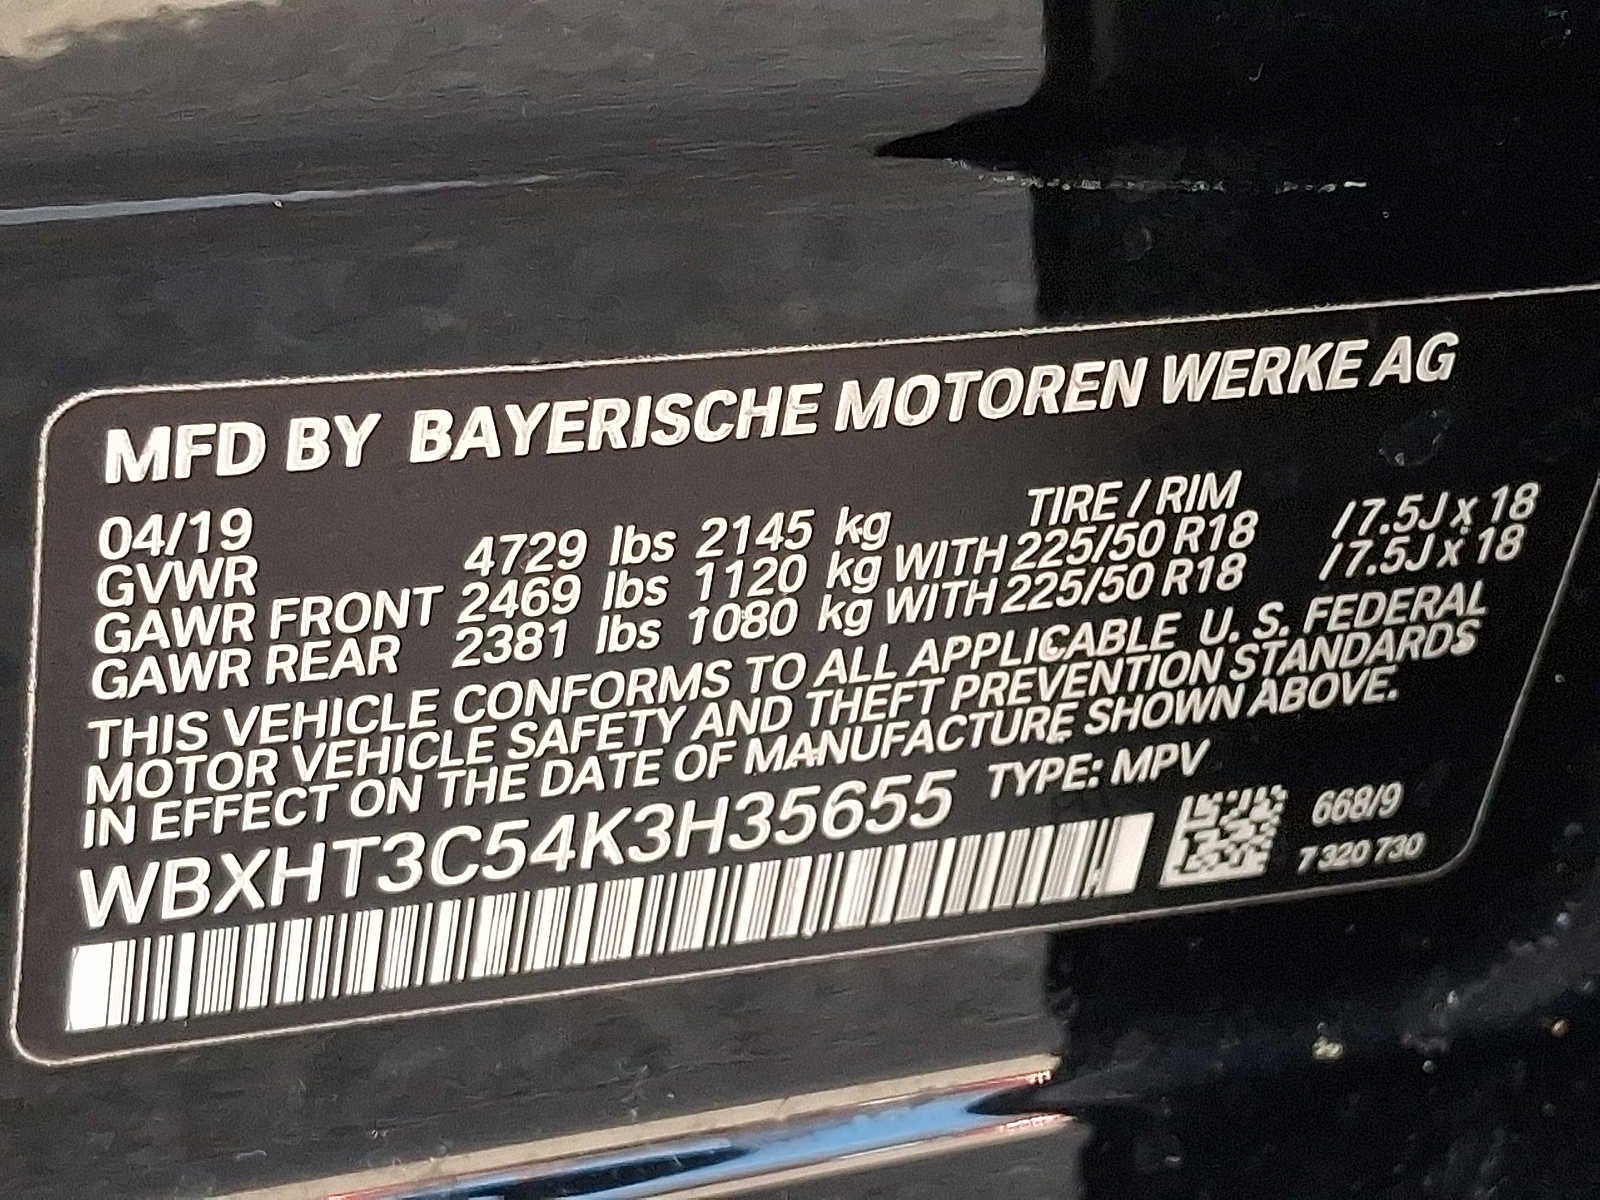 MFD BY BAYERISCHE MOTOREN WERKE AG
04/19 TIRE / RIM
GVWR 4729 lbs 2145 kg
GAWR FRONT 2469 lbs 1120 kg WITH 225/50 R18 / 7.5J x 18
GAWR REAR 2381 lbs 1080 kg WITH 225/50 R18 / 7.5J x 18
THIS VEHICLE CONFORMS TO ALL APPLICABLE U. S. FEDERAL
MOTOR VEHICLE SAFETY AND THEFT PREVENTION STANDARDS
IN EFFECT ON THE DATE OF MANUFACTURE SHOWN ABOVE.
WBXHT3C54K3H35655 TYPE: MPV
668/9
7 320 730